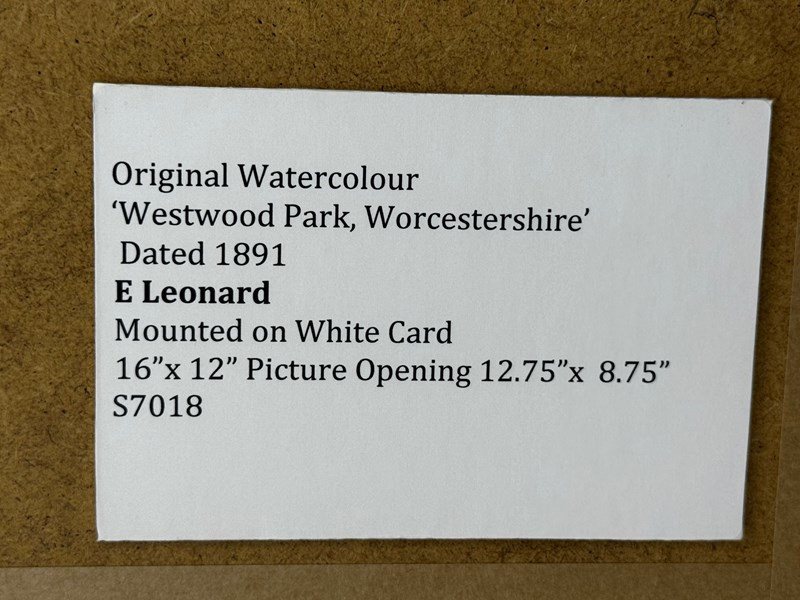 Original Watercolour
‘Westwood Park, Worcestershire’
Dated 1891
E Leonard
Mounted on White Card
16”x 12” Picture Opening 12.75”x  8.75”
S7018